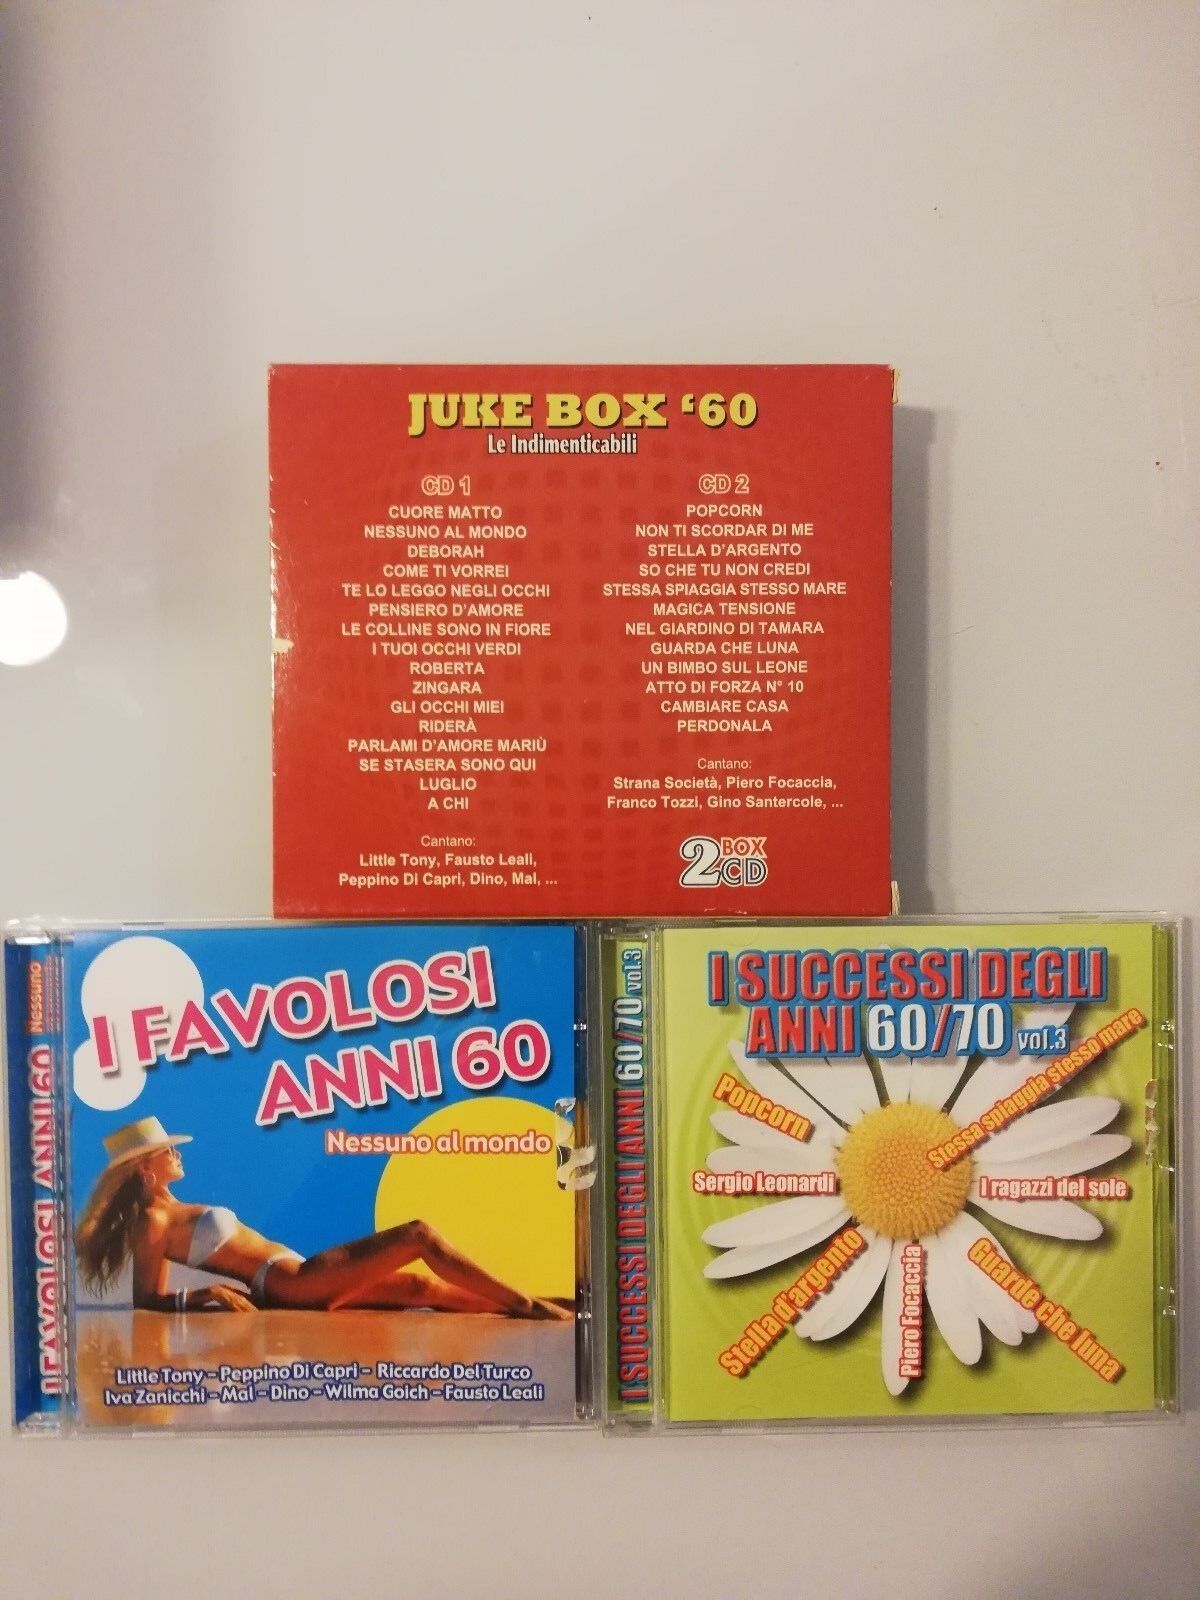 JUKE BOX ‘60
Le Indimenticabili
CD 1
CUORE MATTO
NESSUNO AL MONDO
DEBORAH
COME TI VORREI
TE LO LEGGO NEGLI OCCHI
PENSIERO D’AMORE
LE COLLINE SONO IN FIORE
I TUOI OCCHI VERDI
ROBERTA
ZINGARA
GLI OCCHI MIEI
RIDERÀ
PARLAMI D’AMORE MARIÙ
SE STASERA SONO QUI
LUGLIO
A CHI
Cantano:
Little Tony, Fausto Leali,
Peppino Di Capri, Dino, Mal, ...
CD 2
POPCORN
NON TI SCORDAR DI ME
STELLA D’ARGENTO
SO CHE TU NON CREDI
STESSA SPIAGGIA STESSO MARE
MAGICA TENSIONE
NEL GIARDINO DI TAMARA
GUARDA CHE LUNA
UN BIMBO SUL LEONE
ATTO DI FORZA N° 10
CAMBIARE CASA
PERDONALA
Cantano:
Strana Società, Piero Focaccia,
Franco Tozzi, Gino Santercole, ...
2 BOX
CD
I FAVOLOSI ANNI 60 Nessuno
I FAVOLOSI
ANNI 60
Nessuno al mondo
Little Tony – Peppino Di Capri – Riccardo Del Turco
Iva Zanicchi – Mal – Dino – Wilma Goich – Fausto Leali
I SUCCESSI DEGLI ANNI 60/70 vol.3
I SUCCESSI DEGLI
ANNI 60/70 vol.3
Popcorn
Stessa spiaggia stesso mare
Sergio Leonardi
I ragazzi del sole
Stella d'argento
Piero Focaccia
Guarde che luna